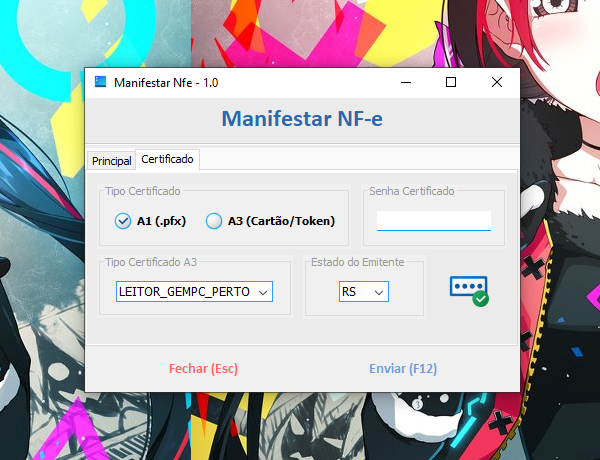 Manifestar Nfe - 1.0
Manifestar NF-e
Principal Certificado
Tipo Certificado
A1 (.pfx) A3 (Cartão/Token)
Senha Certificado
Tipo Certificado A3
LEITOR_GEMPC_PERTO
Estado do Emitente
RS
Fechar (Esc) Enviar (F12)